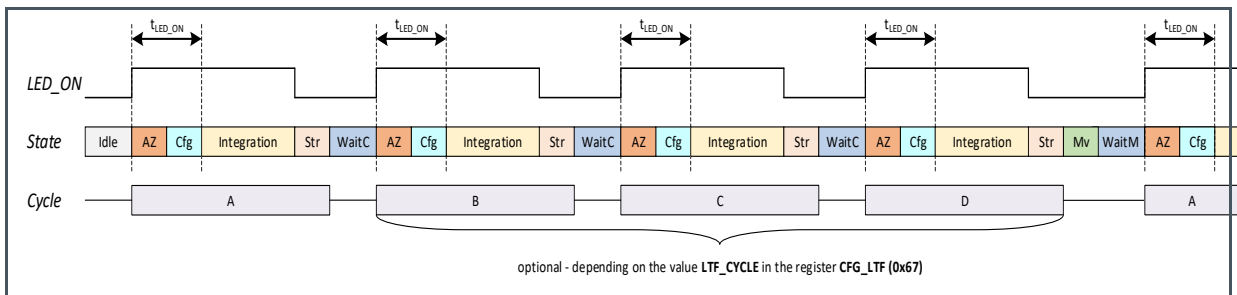 tLED_ON tLED_ON tLED_ON tLED_ON tLED_ON
LED_ON
State Idle AZ Cfg Integration Str WaitC AZ Cfg Integration Str WaitC AZ Cfg Integration Str WaitC AZ Cfg Integration Str Mv WaitM AZ Cfg
Cycle A B C D A
optional - depending on the value LTF_CYCLE in the register CFG_LTF (0x67)